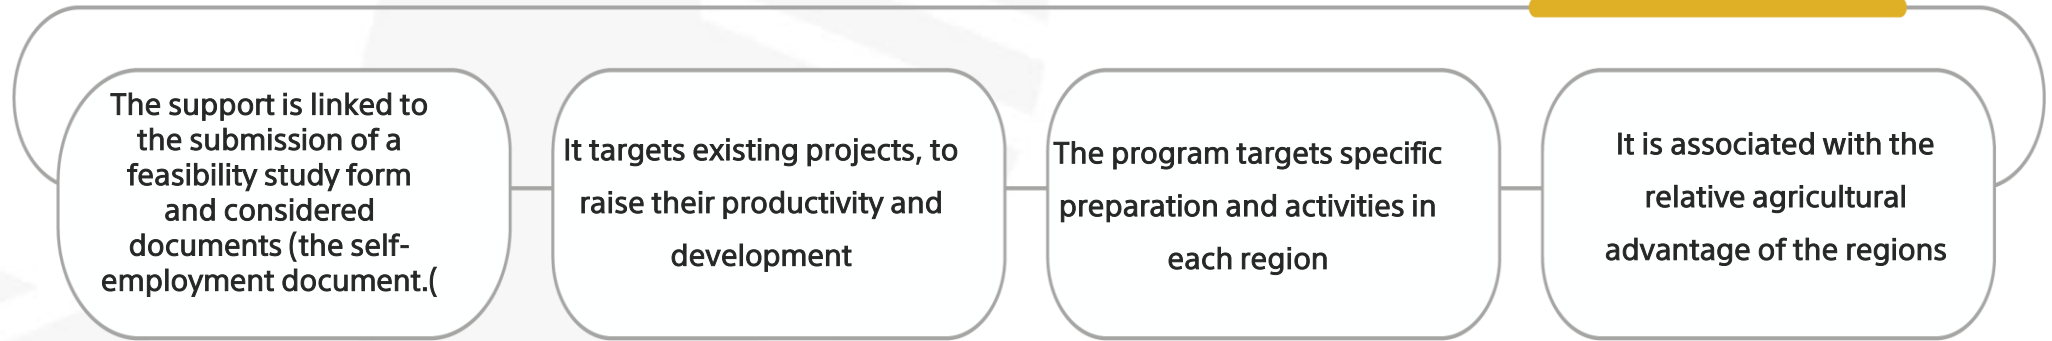 The support is linked to
the submission of a
feasibility study form
and considered
documents (the self-
employment document.(
It targets existing projects, to
raise their productivity and
development
The program targets specific
preparation and activities in
each region
It is associated with the
relative agricultural
advantage of the regions